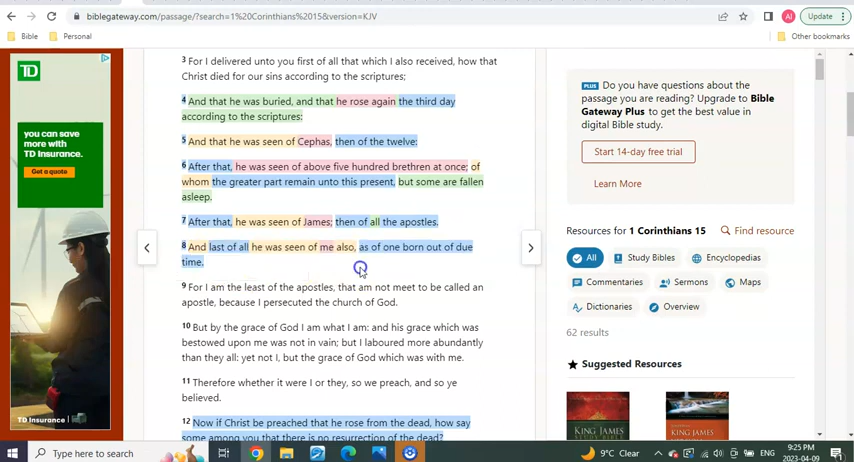 biblegateway.com/passage/?search=1%20Corinthians%2015&version=KJV
AI
Update
Bible
Personal
Other bookmarks
TD
you can save
more with
TD Insurance.
Get a quote
TD Insurance
3 For I delivered unto you first of all that which I also received, how that
Christ died for our sins according to the scriptures;
4 And that he was buried, and that he rose again the third day
according to the scriptures:
5 And that he was seen of Cephas, then of the twelve:
6 After that, he was seen of above five hundred brethren at once; of
whom the greater part remain unto this present, but some are fallen
asleep.
7 After that, he was seen of James; then of all the apostles.
8 And last of all he was seen of me also, as of one born out of due
time.
9 For I am the least of the apostles, that am not meet to be called an
apostle, because I persecuted the church of God.
10 But by the grace of God I am what I am: and his grace which was
bestowed upon me was not in vain; but I laboured more abundantly
than they all: yet not I, but the grace of God which was with me.
11 Therefore whether it were I or they, so we preach, and so ye
believed.
12 Now if Christ be preached that he rose from the dead, how say
some among you that there is no resurrection of the dead?
PLUS Do you have questions about the
passage you are reading? Upgrade to Bible
Gateway Plus to get the best value in
digital Bible study.
Start 14-day free trial
Learn More
Resources for 1 Corinthians 15
Find resource
All
Study Bibles
Encyclopedias
Commentaries
Sermons
Maps
Dictionaries
Overview
62 results
Suggested Resources
KING JAMES
STUDY BIBLE
KING JAMES
Type here to search
9°C Clear
ENG
9:25 PM
2023-04-09